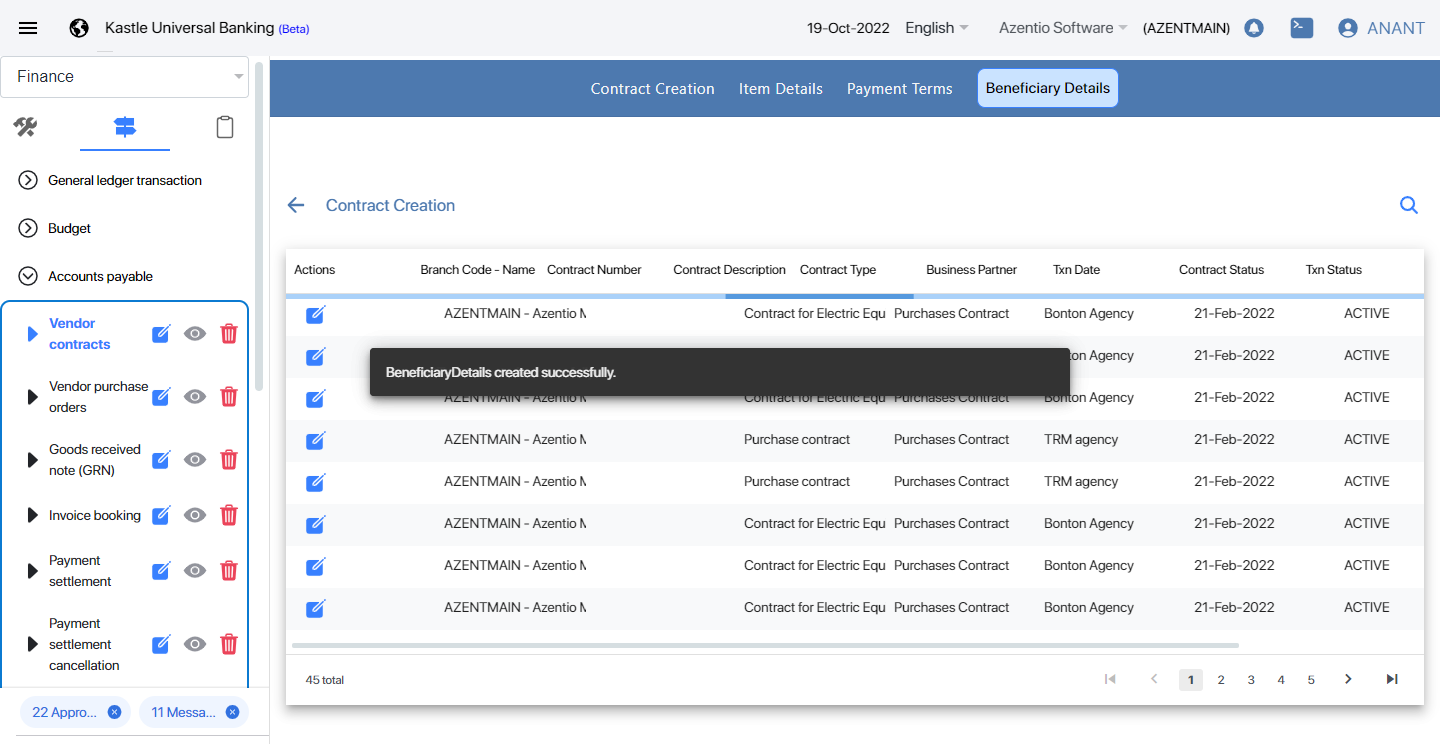 Kastle Universal Banking (Beta)
19-Oct-2022 English Azentio Software (AZENTMAIN) ANANT
Finance
Contract Creation Item Details Payment Terms Beneficiary Details
General ledger transaction
Budget
Accounts payable
Vendor
contracts
Vendor purchase
orders
Goods received
note (GRN)
Invoice booking
Payment
settlement
Payment
settlement
cancellation
22 Appro... 11 Messa...
Contract Creation
Actions Branch Code - Name Contract Number Contract Description Contract Type Business Partner Txn Date Contract Status Txn Status
AZENTMAIN - Azentio M Contract for Electric Equ Purchases Contract Bonton Agency 21-Feb-2022 ACTIVE
ton Agency 21-Feb-2022 ACTIVE
BeneficiaryDetails created successfully.
AZENTMAIN - Azentio M Contract for Electric Equ Purchases Contract Bonton Agency 21-Feb-2022 ACTIVE
AZENTMAIN - Azentio M Purchase contract Purchases Contract TRM agency 21-Feb-2022 ACTIVE
AZENTMAIN - Azentio M Purchase contract Purchases Contract TRM agency 21-Feb-2022 ACTIVE
AZENTMAIN - Azentio M Contract for Electric Equ Purchases Contract Bonton Agency 21-Feb-2022 ACTIVE
AZENTMAIN - Azentio M Contract for Electric Equ Purchases Contract Bonton Agency 21-Feb-2022 ACTIVE
AZENTMAIN - Azentio M Contract for Electric Equ Purchases Contract Bonton Agency 21-Feb-2022 ACTIVE
45 total 1 2 3 4 5